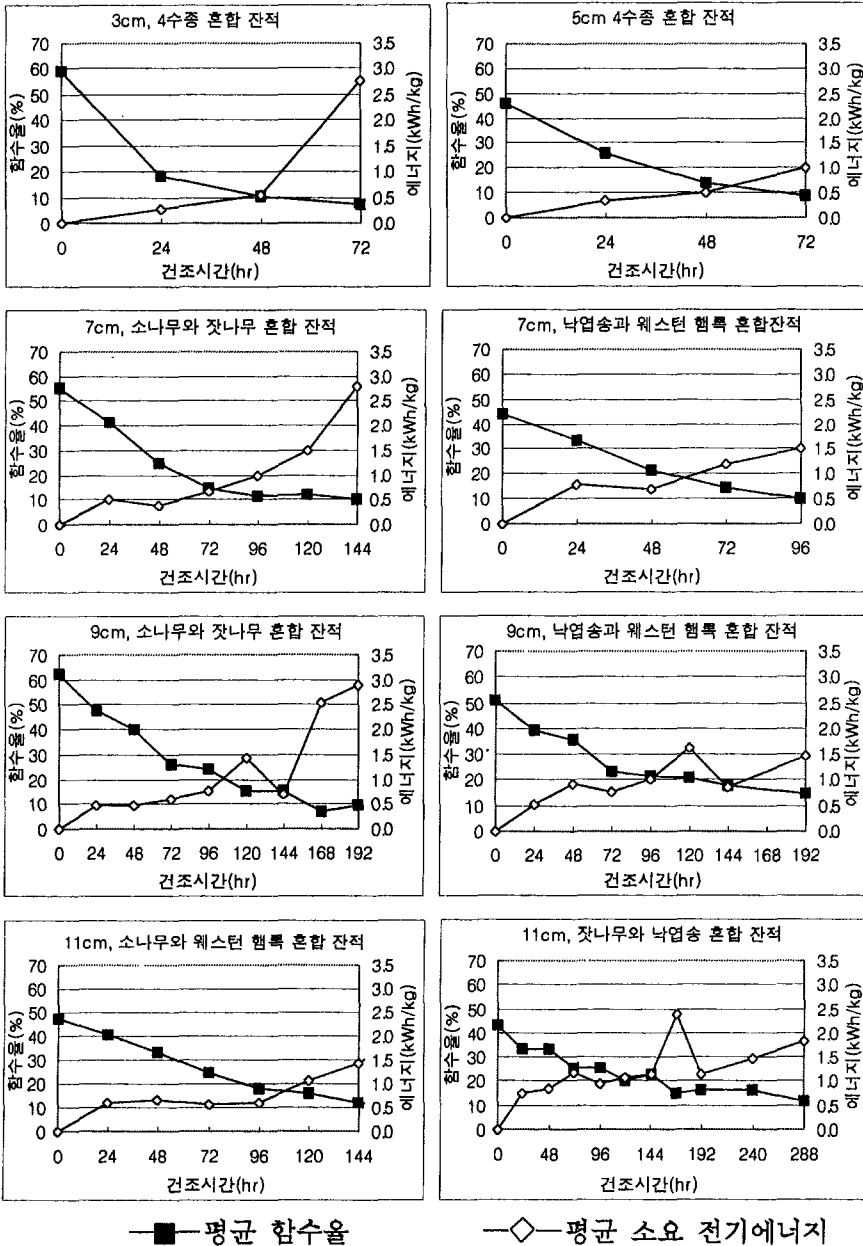 3cm, 4수종 혼합 잔적
70 60 50 40 30 20 10 0
함수율(%)
3.5 3.0 2.5 2.0 1.5 1.0 0.5 0.0
에너지(kWh/kg)
0 24 48 72
건조시간(hr)
5cm 4수종 혼합 잔적
70 60 50 40 30 20 10 0
함수율(%)
3.5 3.0 2.5 2.0 1.5 1.0 0.5 0.0
에너지(kWh/kg)
0 24 48 72
건조시간(hr)
7cm, 소나무와 잣나무 혼합 잔적
70 60 50 40 30 20 10 0
함수율(%)
3.5 3.0 2.5 2.0 1.5 1.0 0.5 0.0
에너지(kWh/kg)
0 24 48 72 96 120 144
건조시간(hr)
7cm, 낙엽송과 웨스턴 햄록 혼합잔적
70 60 50 40 30 20 10 0
함수율(%)
3.5 3.0 2.5 2.0 1.5 1.0 0.5 0.0
에너지(kWh/kg)
0 24 48 72 96
건조시간(hr)
9cm, 소나무와 잣나무 혼합 잔적
70 60 50 40 30 20 10 0
함수율(%)
3.5 3.0 2.5 2.0 1.5 1.0 0.5 0.0
에너지(kWh/kg)
0 24 48 72 96 120 144 168 192
건조시간(hr)
9cm, 낙엽송과 웨스턴 햄록 혼합 잔적
70 60 50 40 30 20 10 0
함수율(%)
3.5 3.0 2.5 2.0 1.5 1.0 0.5 0.0
에너지(kWh/kg)
0 24 48 72 96 120 144 168 192
건조시간(hr)
11cm, 소나무와 웨스턴 햄록 혼합 잔적
70 60 50 40 30 20 10 0
함수율(%)
3.5 3.0 2.5 2.0 1.5 1.0 0.5 0.0
에너지(kWh/kg)
0 24 48 72 96 120 144
건조시간(hr)
11cm, 잣나무와 낙엽송 혼합 잔적
70 60 50 40 30 20 10 0
함수율(%)
3.5 3.0 2.5 2.0 1.5 1.0 0.5 0.0
에너지(kWh/kg)
0 48 96 144 192 240 288
건조시간(hr)
평균 함수율
평균 소요 전기에너지